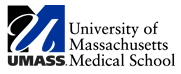 University of
Massachusetts
UMASS. Medical School